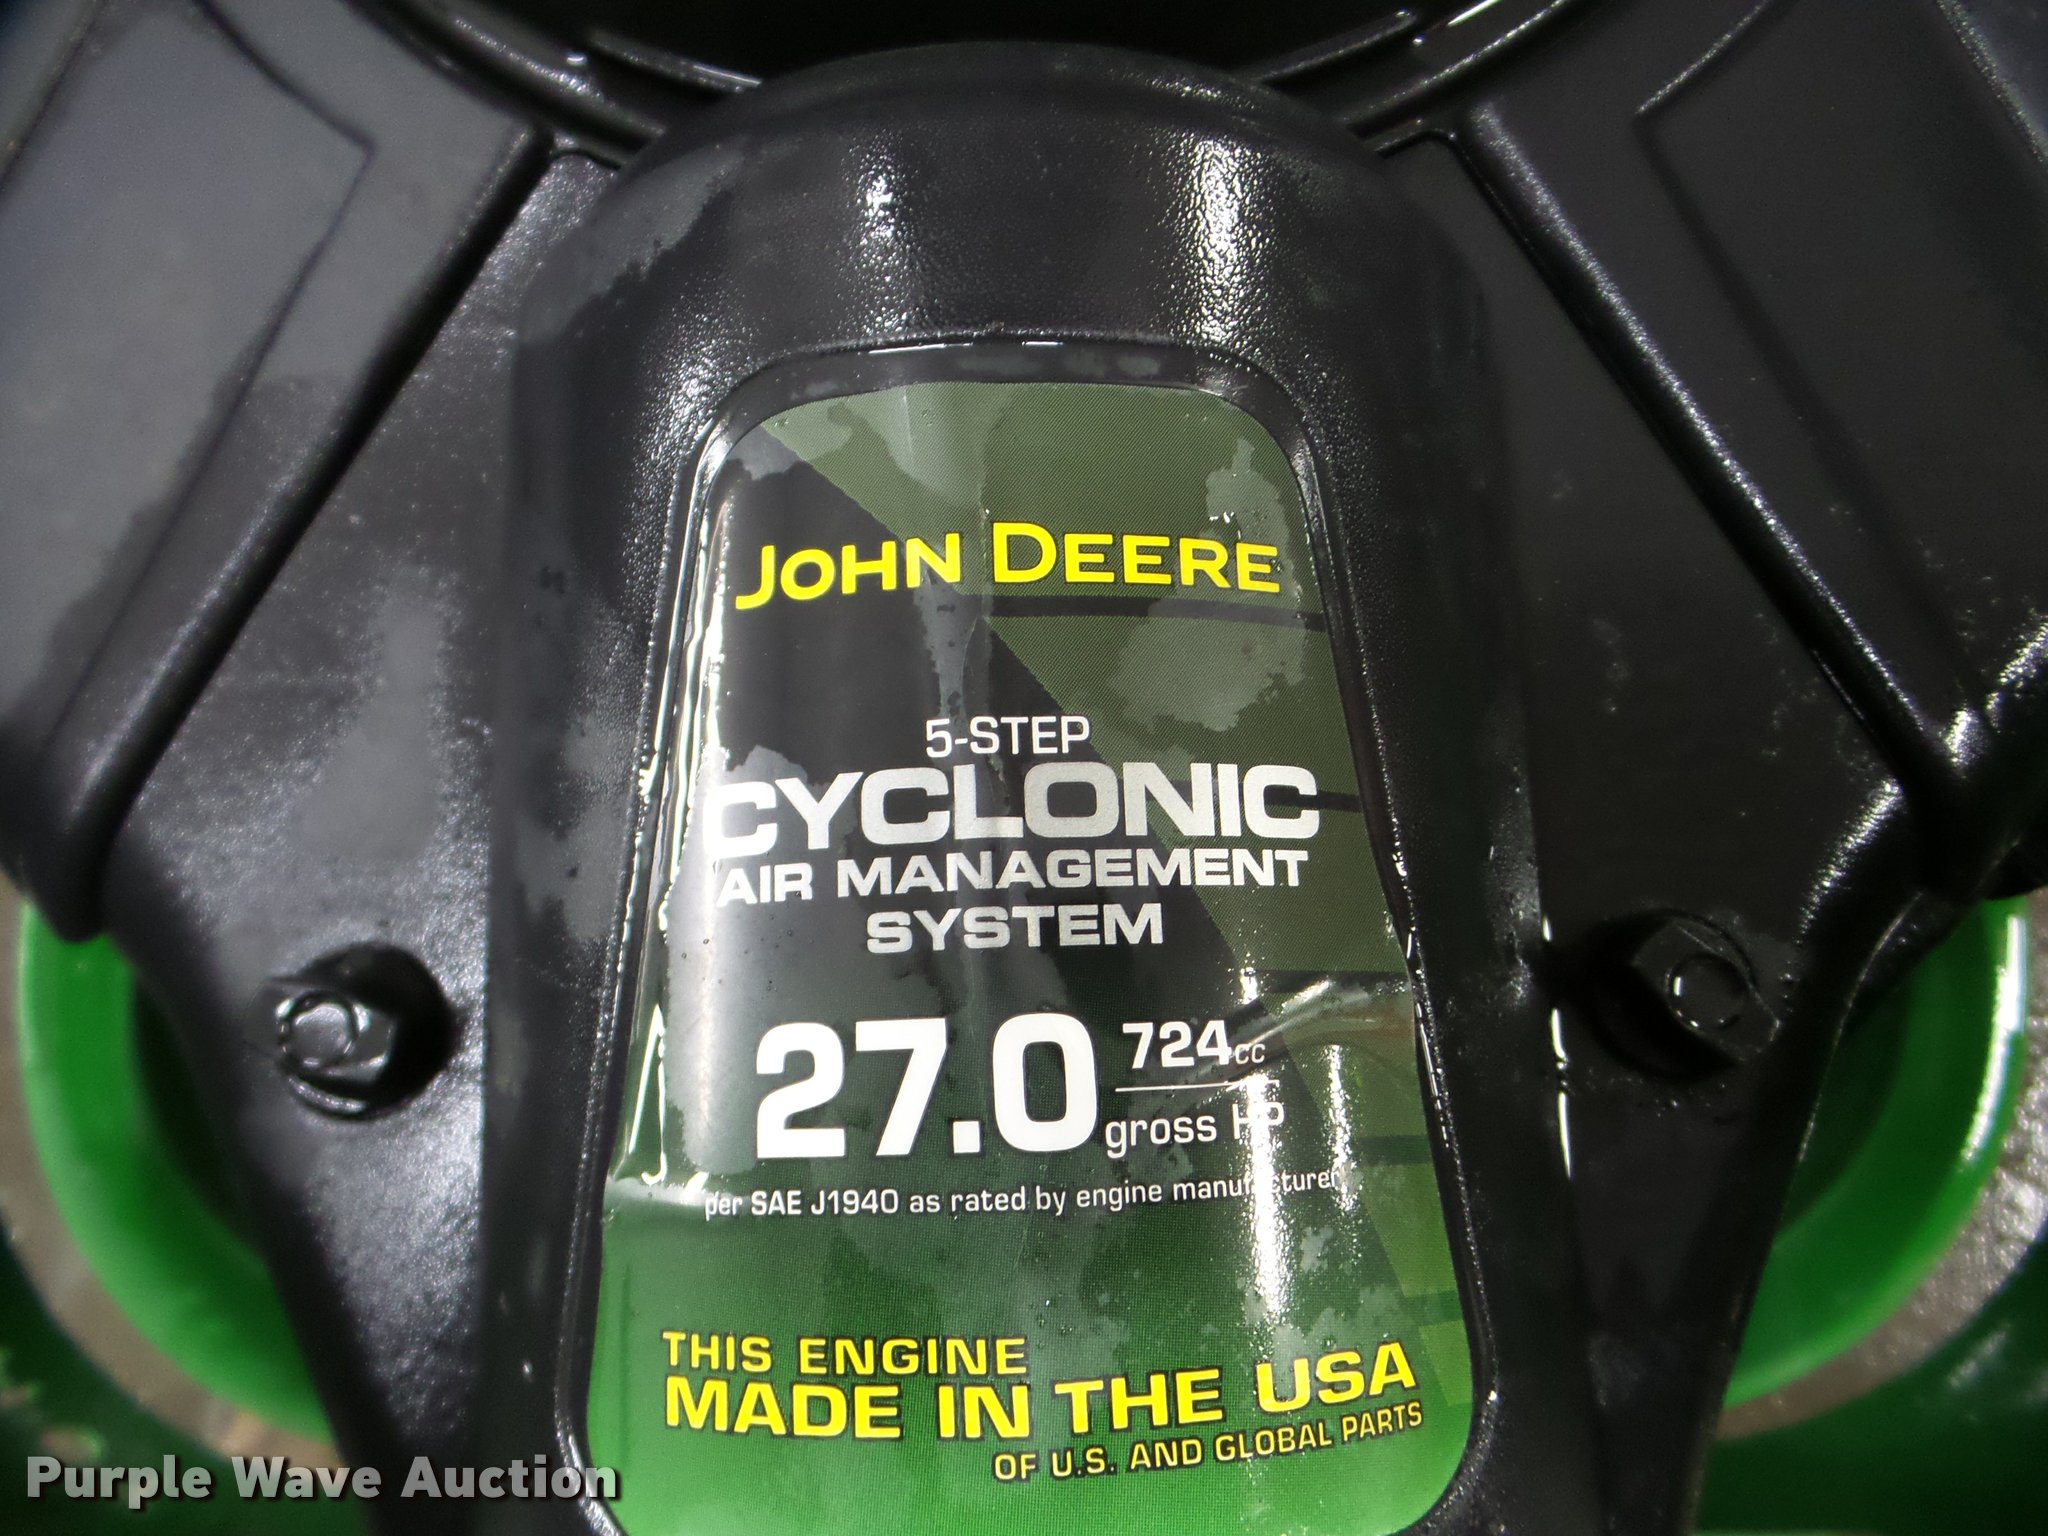 JOHN DEERE
5-STEP
CYCLONIC
AIR MANAGEMENT
SYSTEM
27.0 724cc
gross HP
per SAE J1940 as rated by engine manufacturer
THIS ENGINE
MADE IN THE USA
OF U.S. AND GLOBAL PARTS
Purple Wave Auction